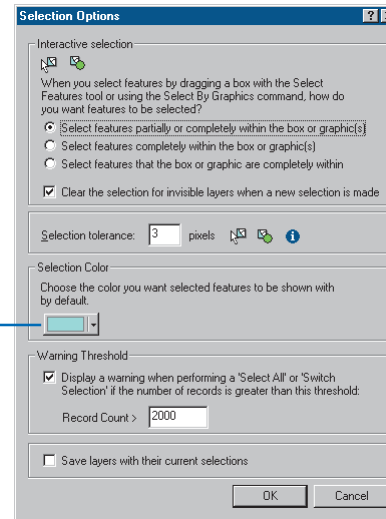 Selection Options
Interactive selection
When you select features by dragging a box with the Select
Features tool or using the Select By Graphics command, how do
you want features to be selected?
Select features partially or completely within the box or graphic(s)
Select features completely within the box or graphic(s)
Select features that the box or graphic are completely within
Clear the selection for invisible layers when a new selection is made
Selection tolerance: 3 pixels
Selection Color
Choose the color you want selected features to be shown with
by default.
Warning Threshold
Display a warning when performing a 'Select All' or 'Switch
Selection' if the number of records is greater than this threshold:
Record Count > 2000
Save layers with their current selections
OK Cancel